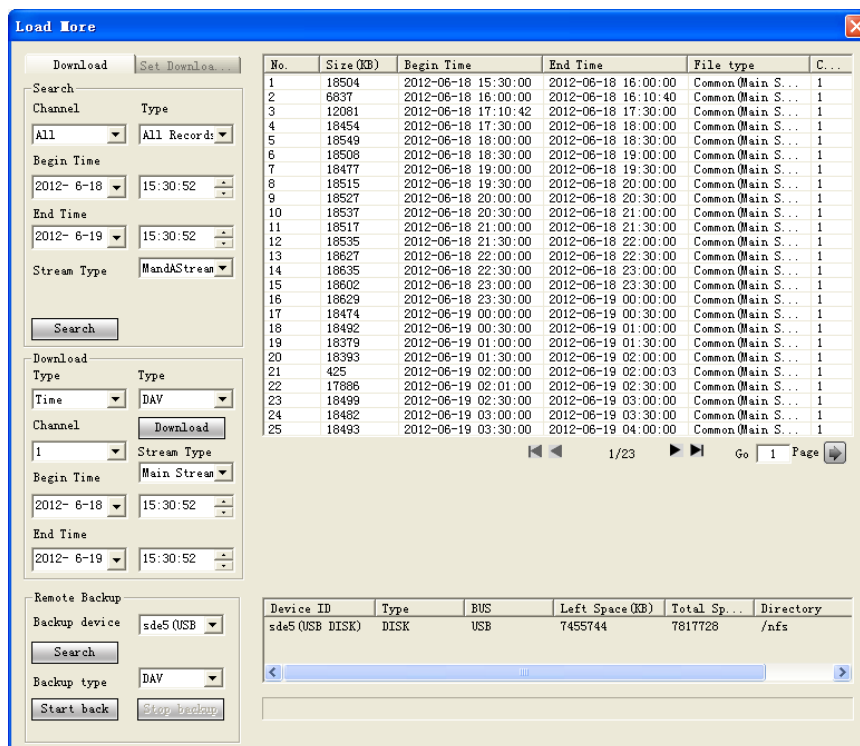 Load More
Download Set Downloa...
Search
Channel Type
All All Records
Begin Time
2012- 6-18 15:30:52
End Time
2012- 6-19 15:30:52
Stream Type MandAStream
Search
Download
Type Type
Time DAV
Channel Download
1 Stream Type
Begin Time Main Stream
2012- 6-18 15:30:52
End Time
2012- 6-19 15:30:52
Remote Backup
Backup device sde5(USB
Search
Backup type DAV
Start back Stop backup
No. Size(KB) Begin Time End Time File type C...
1 18504 2012-06-18 15:30:00 2012-06-18 16:00:00 Common(Main S... 1
2 6837 2012-06-18 16:00:00 2012-06-18 16:10:40 Common(Main S... 1
3 12081 2012-06-18 17:10:42 2012-06-18 17:30:00 Common(Main S... 1
4 18454 2012-06-18 17:30:00 2012-06-18 18:00:00 Common(Main S... 1
5 18549 2012-06-18 18:00:00 2012-06-18 18:30:00 Common(Main S... 1
6 18508 2012-06-18 18:30:00 2012-06-18 19:00:00 Common(Main S... 1
7 18477 2012-06-18 19:00:00 2012-06-18 19:30:00 Common(Main S... 1
8 18515 2012-06-18 19:30:00 2012-06-18 20:00:00 Common(Main S... 1
9 18527 2012-06-18 20:00:00 2012-06-18 20:30:00 Common(Main S... 1
10 18537 2012-06-18 20:30:00 2012-06-18 21:00:00 Common(Main S... 1
11 18517 2012-06-18 21:00:00 2012-06-18 21:30:00 Common(Main S... 1
12 18535 2012-06-18 21:30:00 2012-06-18 22:00:00 Common(Main S... 1
13 18627 2012-06-18 22:00:00 2012-06-18 22:30:00 Common(Main S... 1
14 18635 2012-06-18 22:30:00 2012-06-18 23:00:00 Common(Main S... 1
15 18602 2012-06-18 23:00:00 2012-06-18 23:30:00 Common(Main S... 1
16 18629 2012-06-18 23:30:00 2012-06-19 00:00:00 Common(Main S... 1
17 18474 2012-06-19 00:00:00 2012-06-19 00:30:00 Common(Main S... 1
18 18492 2012-06-19 00:30:00 2012-06-19 01:00:00 Common(Main S... 1
19 18379 2012-06-19 01:00:00 2012-06-19 01:30:00 Common(Main S... 1
20 18393 2012-06-19 01:30:00 2012-06-19 02:00:00 Common(Main S... 1
21 425 2012-06-19 02:00:00 2012-06-19 02:00:03 Common(Main S... 1
22 17886 2012-06-19 02:01:00 2012-06-19 02:30:00 Common(Main S... 1
23 18499 2012-06-19 02:30:00 2012-06-19 03:00:00 Common(Main S... 1
24 18482 2012-06-19 03:00:00 2012-06-19 03:30:00 Common(Main S... 1
25 18493 2012-06-19 03:30:00 2012-06-19 04:00:00 Common(Main S... 1
1/23 Go 1 Page
Device ID Type BUS Left Space(KB) Total Sp... Directory
sde5(USB DISK) DISK USB 7455744 7817728 /nfs